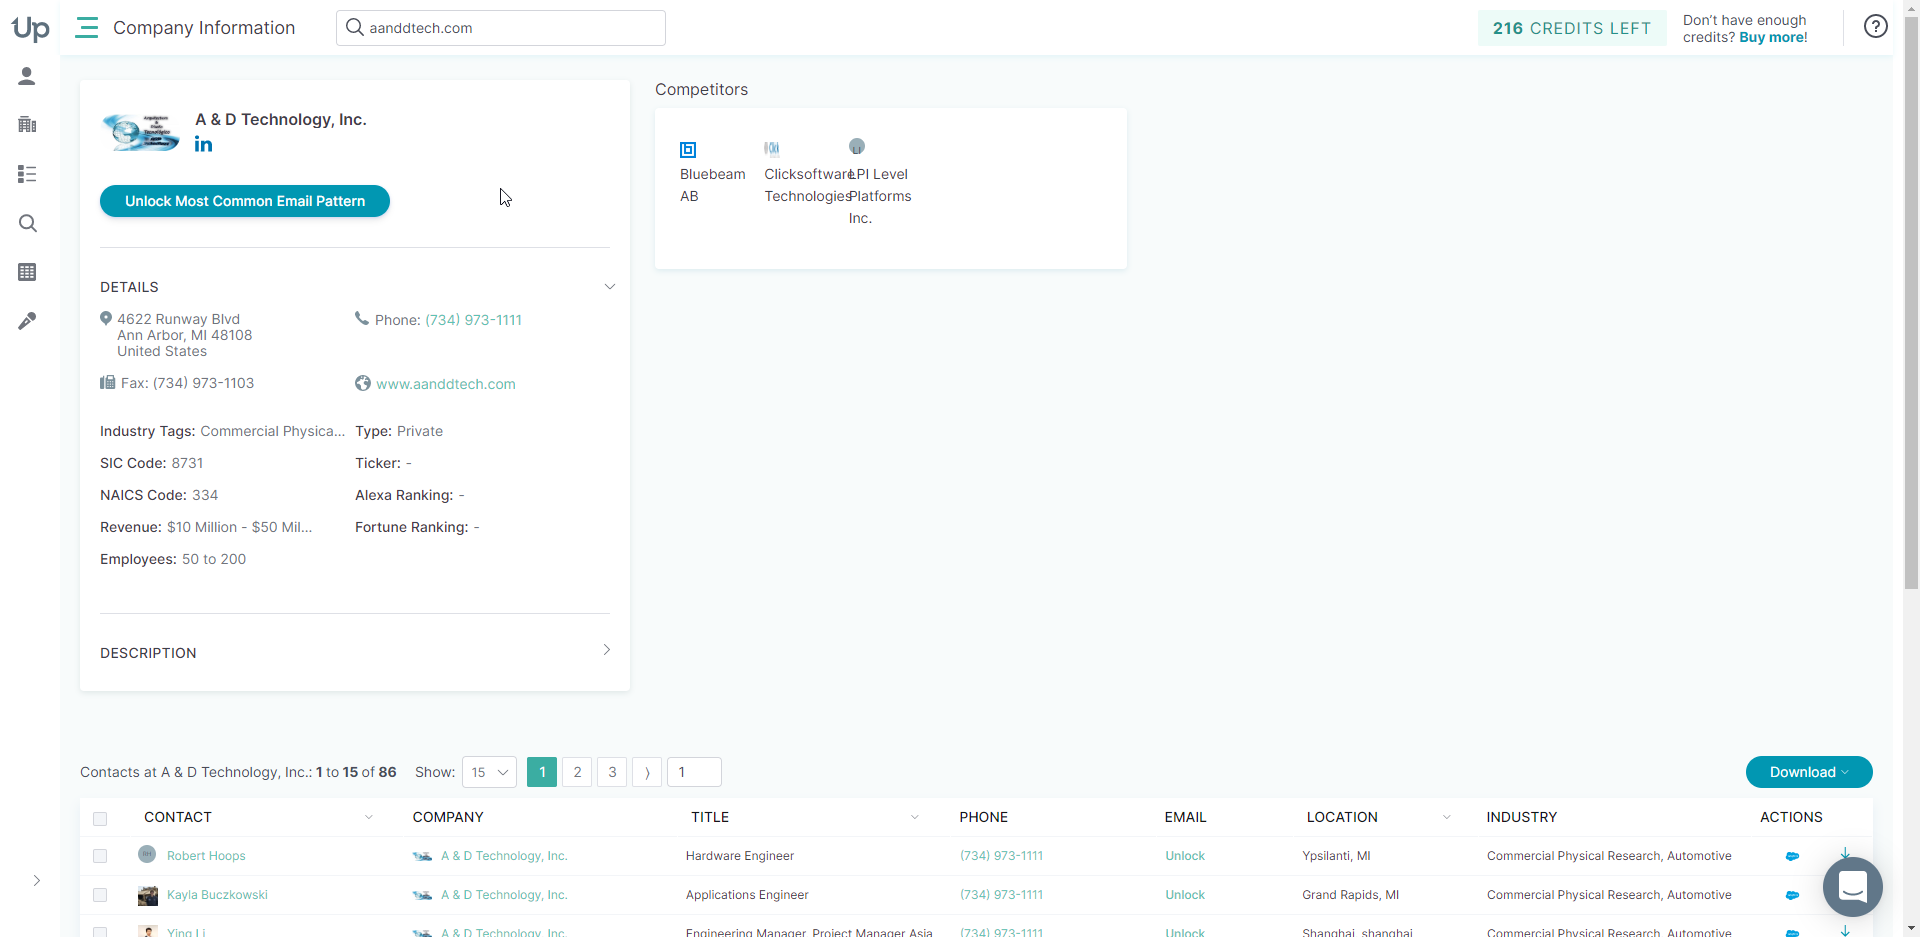 Up
Company Information
aanddtech.com
216 CREDITS LEFT
Don't have enough
credits? Buy more!
A & D Technology, Inc.
in
Unlock Most Common Email Pattern
DETAILS
4622 Runway Blvd
Ann Arbor, MI 48108
United States
Phone: (734) 973-1111
Fax: (734) 973-1103
www.aanddtech.com
Industry Tags: Commercial Physica...
Type: Private
SIC Code: 8731
Ticker: -
NAICS Code: 334
Alexa Ranking: -
Revenue: $10 Million - $50 Mil...
Fortune Ranking: -
Employees: 50 to 200
DESCRIPTION
Competitors
Bluebeam
AB
Click
Clicksoftware
Technologies
LI
LPI Level
Platforms
Inc.
Contacts at A & D Technology, Inc.: 1 to 15 of 86 Show: 15 1 2 3 ⟩ 1
Download
CONTACT COMPANY TITLE PHONE EMAIL LOCATION INDUSTRY ACTIONS
RH Robert Hoops A & D Technology, Inc. Hardware Engineer (734) 973-1111 Unlock Ypsilanti, MI Commercial Physical Research, Automotive
Kayla Buczkowski A & D Technology, Inc. Applications Engineer (734) 973-1111 Unlock Grand Rapids, MI Commercial Physical Research, Automotive
Ying Li A & D Technology, Inc. Engineering Manager, Project Manager Asia (734) 973-1111 Unlock Shanghai, shanghai Commercial Physical Research, Automotive